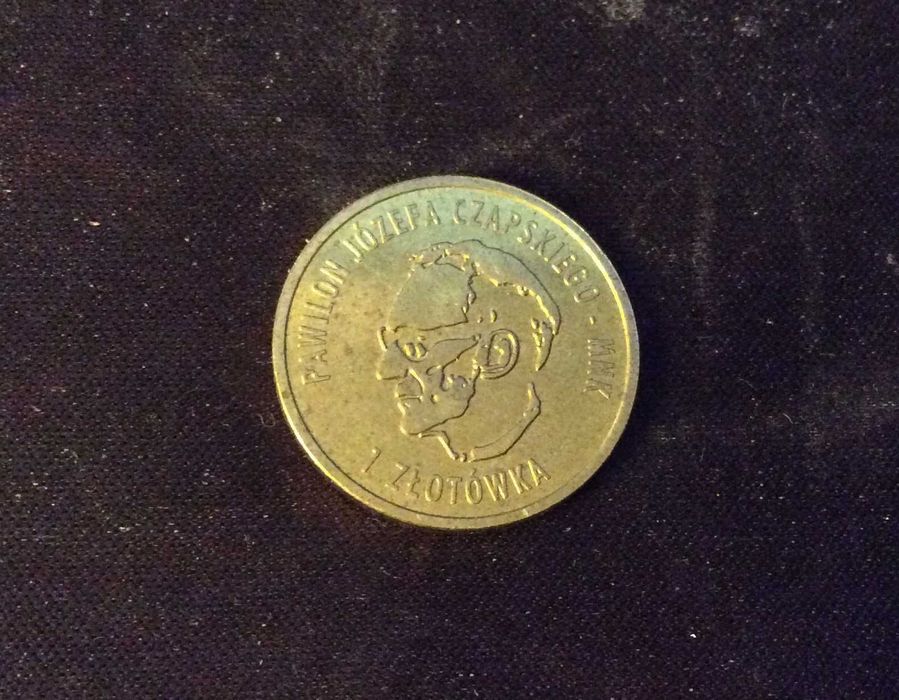 PAWILON JÓZEFA CZAPSKIEGO - MNK
1 ZŁOTÓWKA